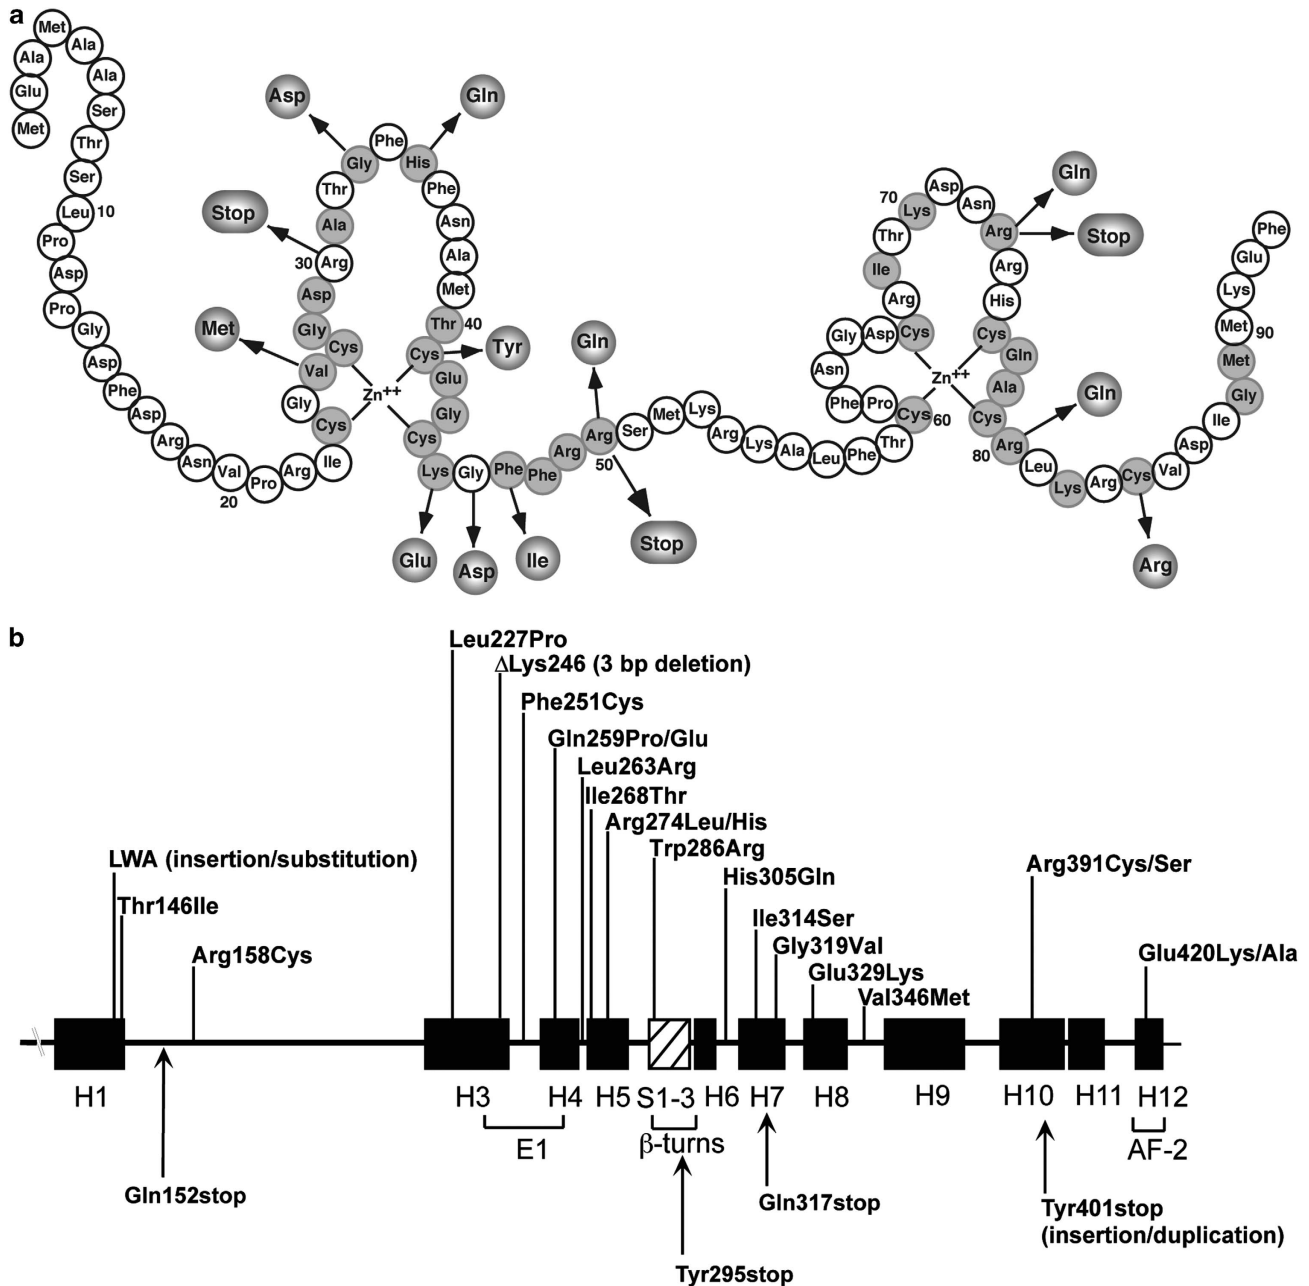 a
Met
Glu
Ala
Met
Ala
Ala
Ser
Thr
Ser
Leu 10
Pro
Asp
Pro
Gly
Asp
Phe
Asp
Arg
Asn
Val
20
Pro
Arg
Ile
Cys
Gly
Val
Met
Cys
Gly
Asp
30 Arg
Stop
Ala
Thr
Gly
Asp
Phe
His
Gln
Phe
Asn
Ala
Met
Thr 40
Cys
Tyr
Glu
Gly
Cys
Zn++
Lys
Glu
Gly
Asp
Phe
Ile
Phe
Arg
Arg
50
Gln
Stop
Ser
Met
Lys
Arg
Lys
Ala
Leu
Phe
Thr
Cys 60
Pro
Phe
Asn
Gly
Asp
Cys
Zn++
Arg
Ile
Thr
70
Lys
Asp
Asn
Arg
Gln
Stop
Arg
His
Cys
Gln
Ala
Cys
80
Arg
Gln
Leu
Lys
Arg
Cys
Arg
Val
Asp
Ile
Gly
Met
Met 90
Lys
Glu
Phe
b
Leu227Pro
ΔLys246 (3 bp deletion)
Phe251Cys
Gln259Pro/Glu
Leu263Arg
Ile268Thr
Arg274Leu/His
Trp286Arg
LWA (insertion/substitution)
Arg391Cys/Ser
His305Gln
Thr146Ile
Ile314Ser
Gly319Val
Arg158Cys
Glu420Lys/Ala
Glu329Lys
Val346Met
H1 H3 H4 H5 S1-3 H6 H7 H8 H9 H10 H11 H12
E1 β-turns AF-2
Gln152stop
Gln317stop
Tyr401stop
(insertion/duplication)
Tyr295stop